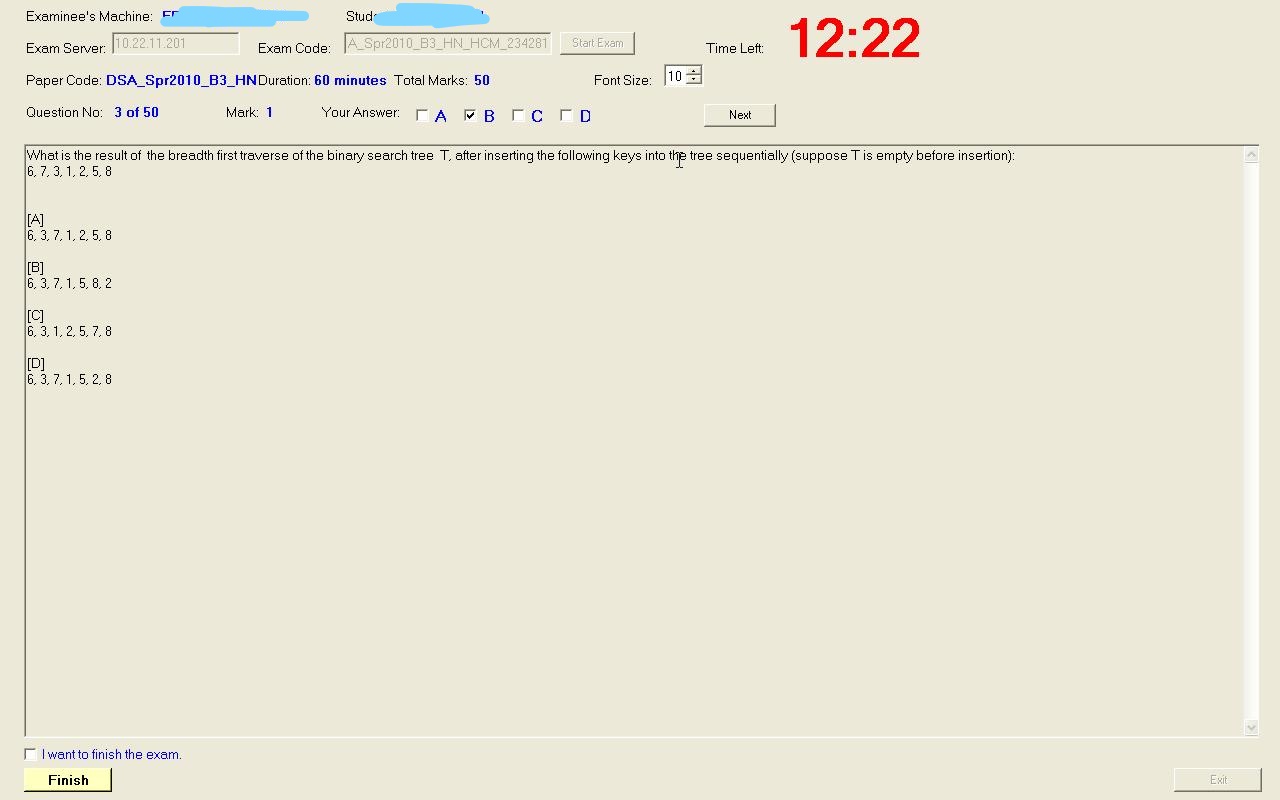 Examinee's Machine:
Exam Server: 10.22.11.201 Exam Code: A_Spr2010_B3_HN_HCM_234281 Start Exam Time Left: 12:22
Paper Code: DSA_Spr2010_B3_HN Duration: 60 minutes Total Marks: 50 Font Size: 10
Question No: 3 of 50 Mark: 1 Your Answer: A B C D Next
What is the result of the breadth first traverse of the binary search tree T, after inserting the following keys into the tree sequentially (suppose T is empty before insertion):
6, 7, 3, 1, 2, 5, 8
[A]
6, 3, 7, 1, 2, 5, 8
[B]
6, 3, 7, 1, 5, 8, 2
[C]
6, 3, 1, 2, 5, 7, 8
[D]
6, 3, 7, 1, 5, 2, 8
I want to finish the exam.
Finish Exit